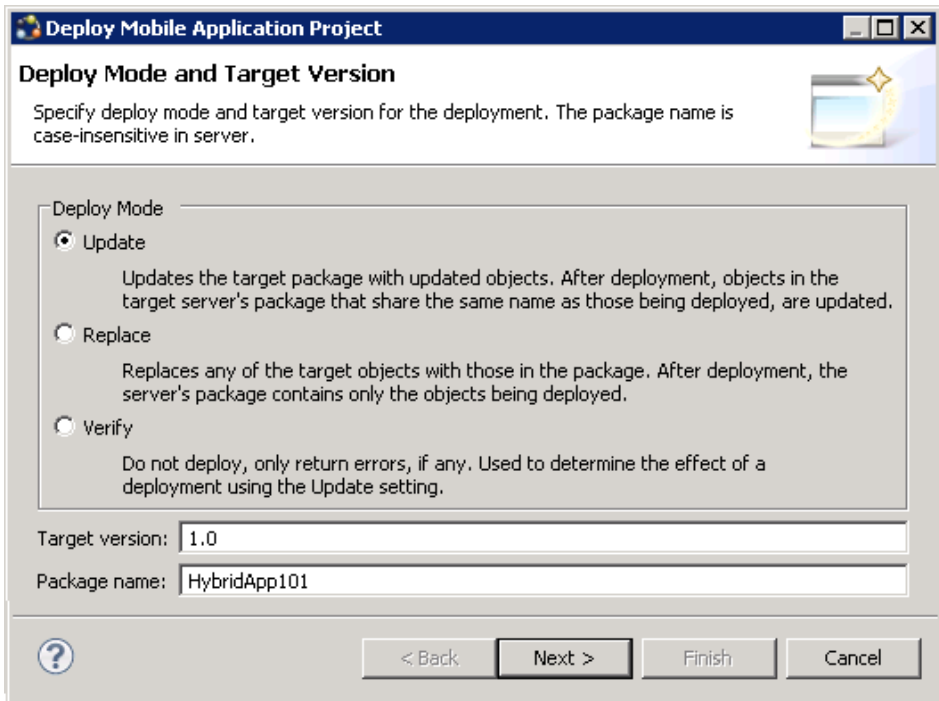 Deploy Mobile Application Project
Deploy Mode and Target Version
Specify deploy mode and target version for the deployment. The package name is
case-insensitive in server.
Deploy Mode
Update
Updates the target package with updated objects. After deployment, objects in the
target server's package that share the same name as those being deployed, are updated.
Replace
Replaces any of the target objects with those in the package. After deployment, the
server's package contains only the objects being deployed.
Verify
Do not deploy, only return errors, if any. Used to determine the effect of a
deployment using the Update setting.
Target version: 1.0
Package name: HybridApp101
? < Back Next > Finish Cancel